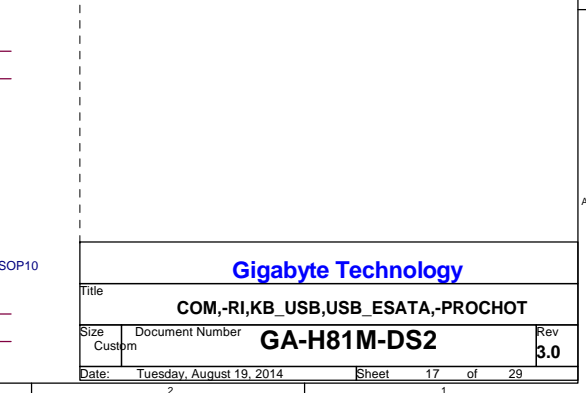 A
SOP10
Gigabyte Technology
Title
COM,-RI,KB_USB,USB_ESATA,-PROCHOT
Size Document Number Rev
Custom GA-H81M-DS2 3.0
Date: Tuesday, August 19, 2014 Sheet 17 of 29
2 1